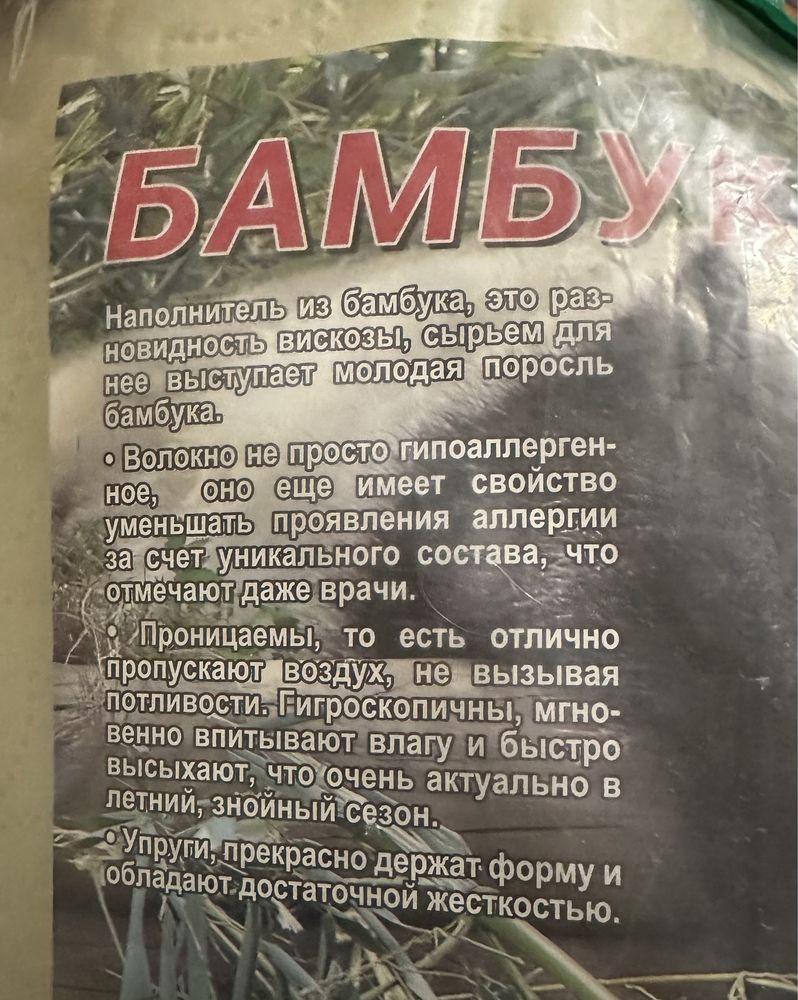 БАМБУК
Наполнитель из бамбука, это раз-
новидность вискозы, сырьем для
нее выступает молодая поросль
бамбука.
• Волокно не просто гипоаллерген-
ное, оно еще имеет свойство
уменьшать проявления аллергии
за счет уникального состава, что
отмечают даже врачи.
• Проницаемы, то есть отлично
пропускают воздух, не вызывая
потливости. Гигроскопичны, мгно-
венно впитывают влагу и быстро
высыхают, что очень актуально в
летний, знойный сезон.
• Упруги, прекрасно держат форму и
обладают достаточной жесткостью.